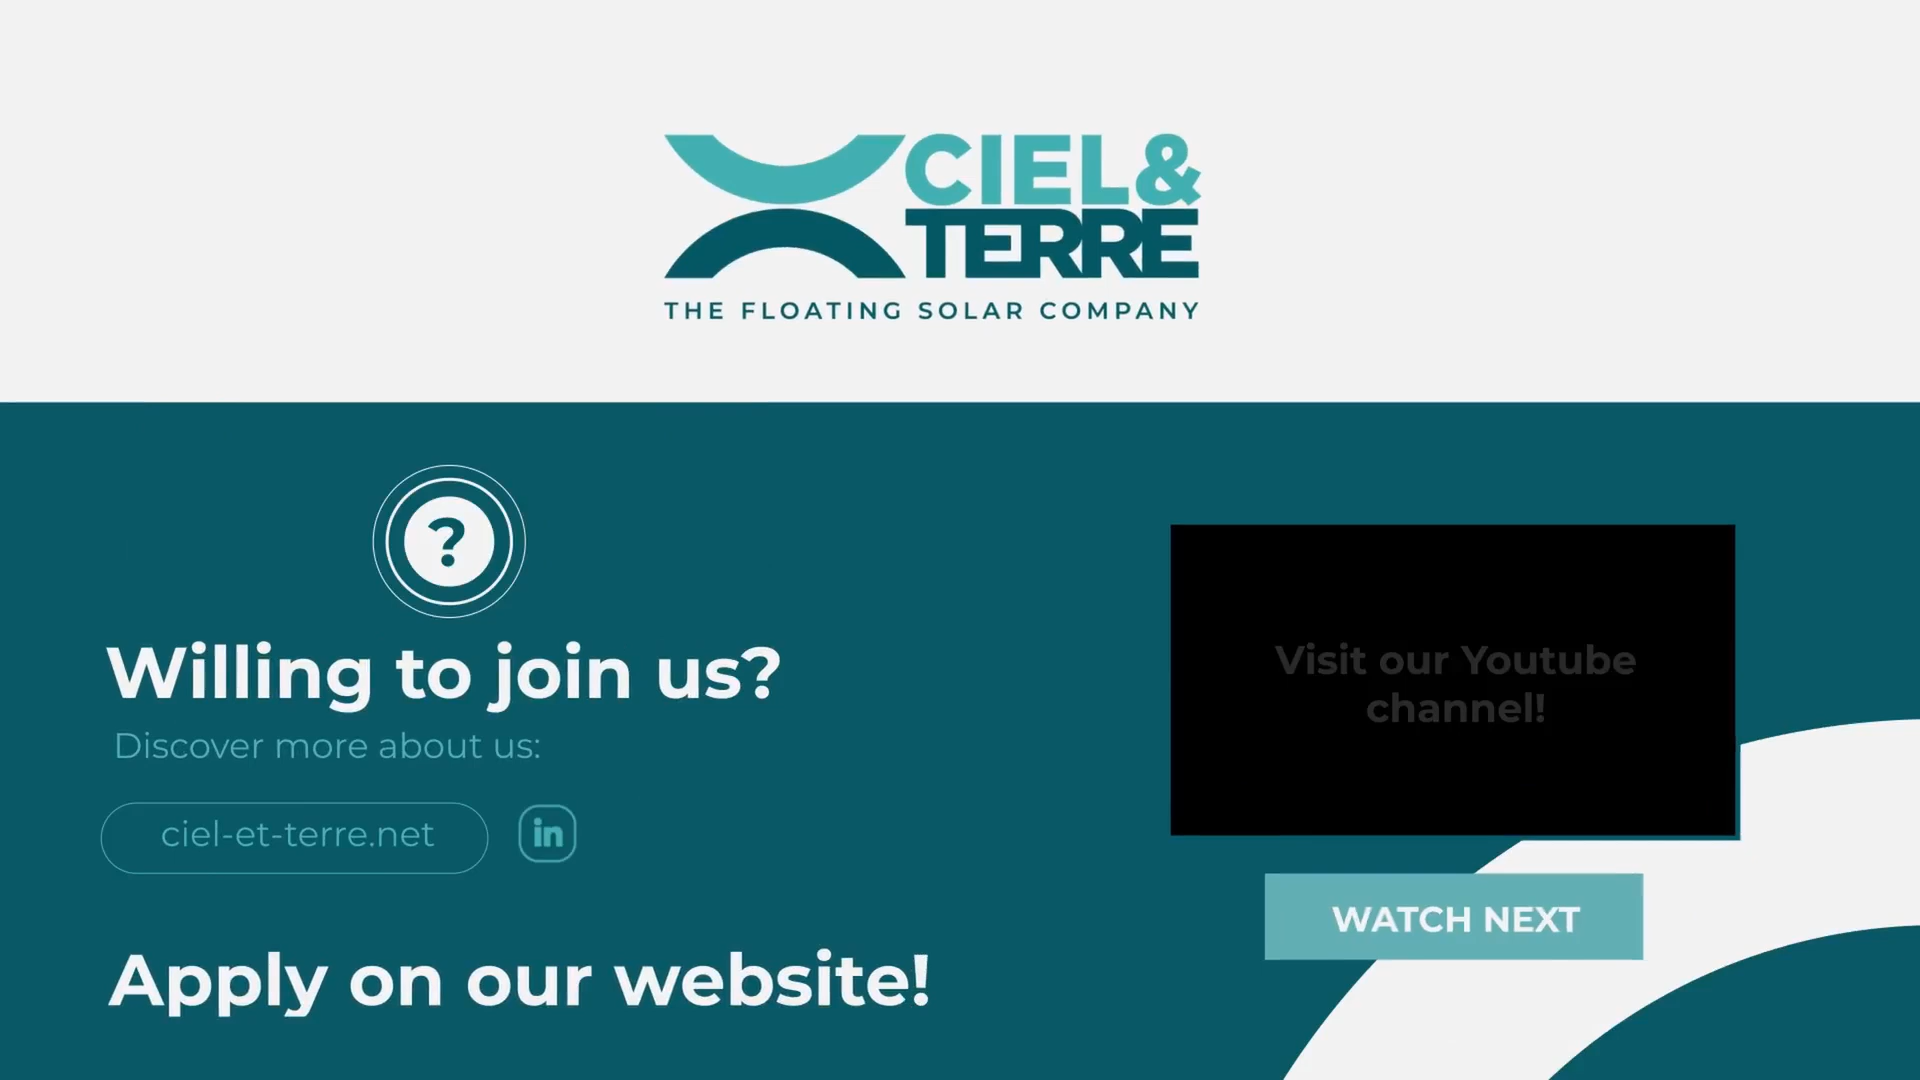 CIEL&
TERRE
THE FLOATING SOLAR COMPANY
?
Willing to join us?
Discover more about us:
ciel-et-terre.net
in
Apply on our website!
Visit our Youtube
channel!
WATCH NEXT